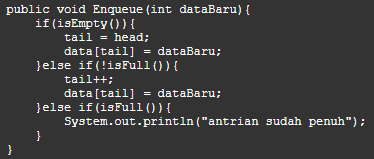 public void Enqueue(int dataBaru){
    if(isEmpty()){
        tail = head;
        data[tail] = dataBaru;
    }else if(!isFull()){
        tail++;
        data[tail] = dataBaru;
    }else if(isFull()){
        System.out.println("antrian sudah penuh");
    }
}